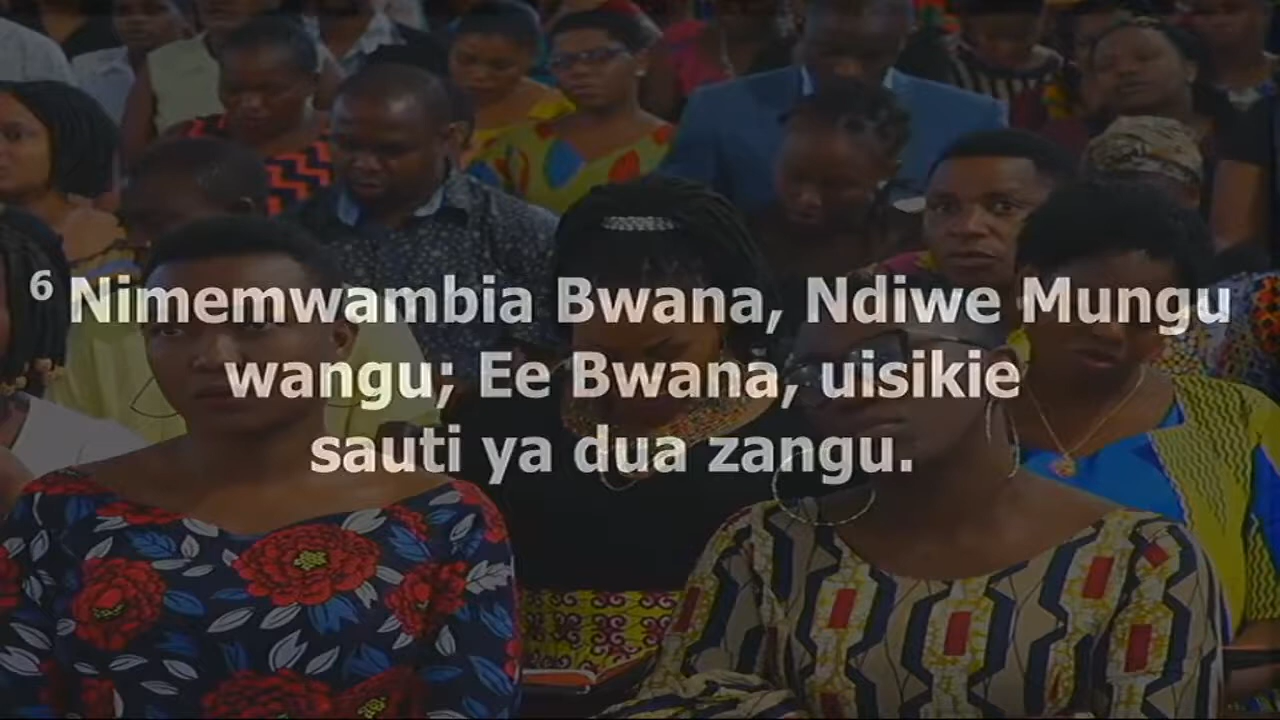 6 Nimemwambia Bwana, Ndiwe Mungu
wangu; Ee Bwana, uisikie
sauti ya dua zangu.